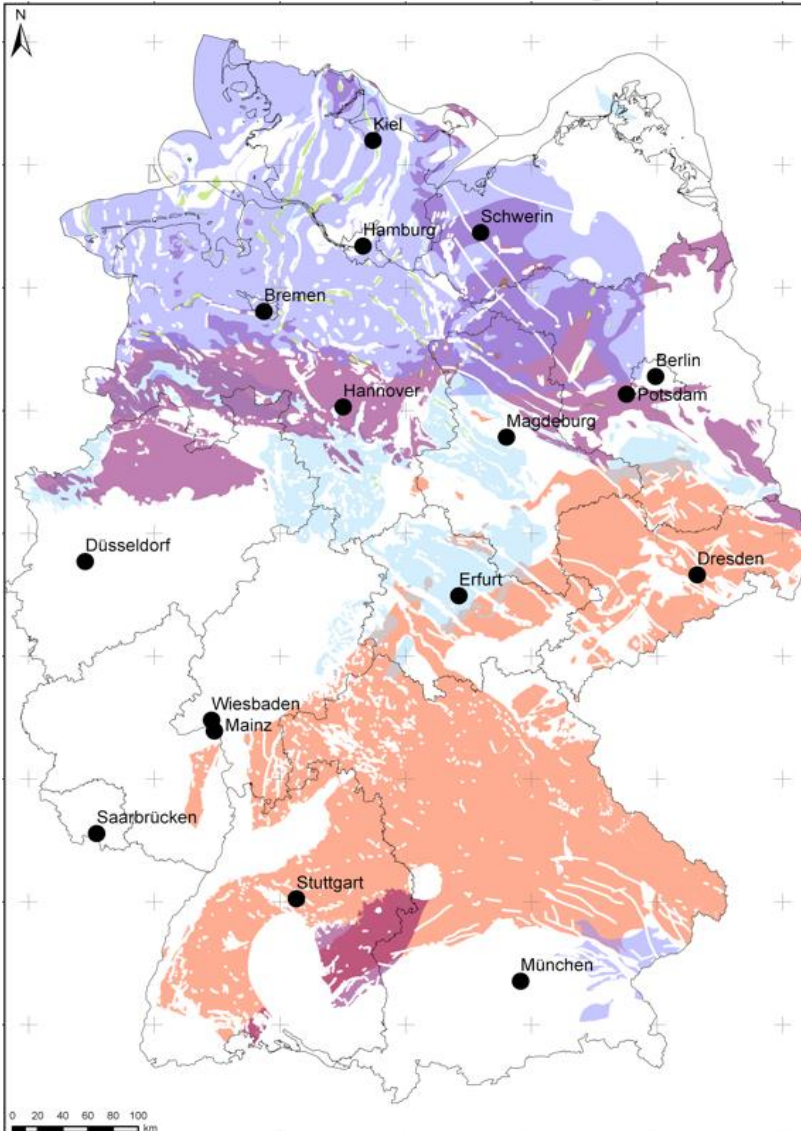 N
Kiel
Schwerin
Hamburg
Bremen
Berlin
Potsdam
Hannover
Magdeburg
Düsseldorf
Dresden
Erfurt
Wiesbaden
Mainz
Saarbrücken
Stuttgart
München
0 20 40 60 80 100
km